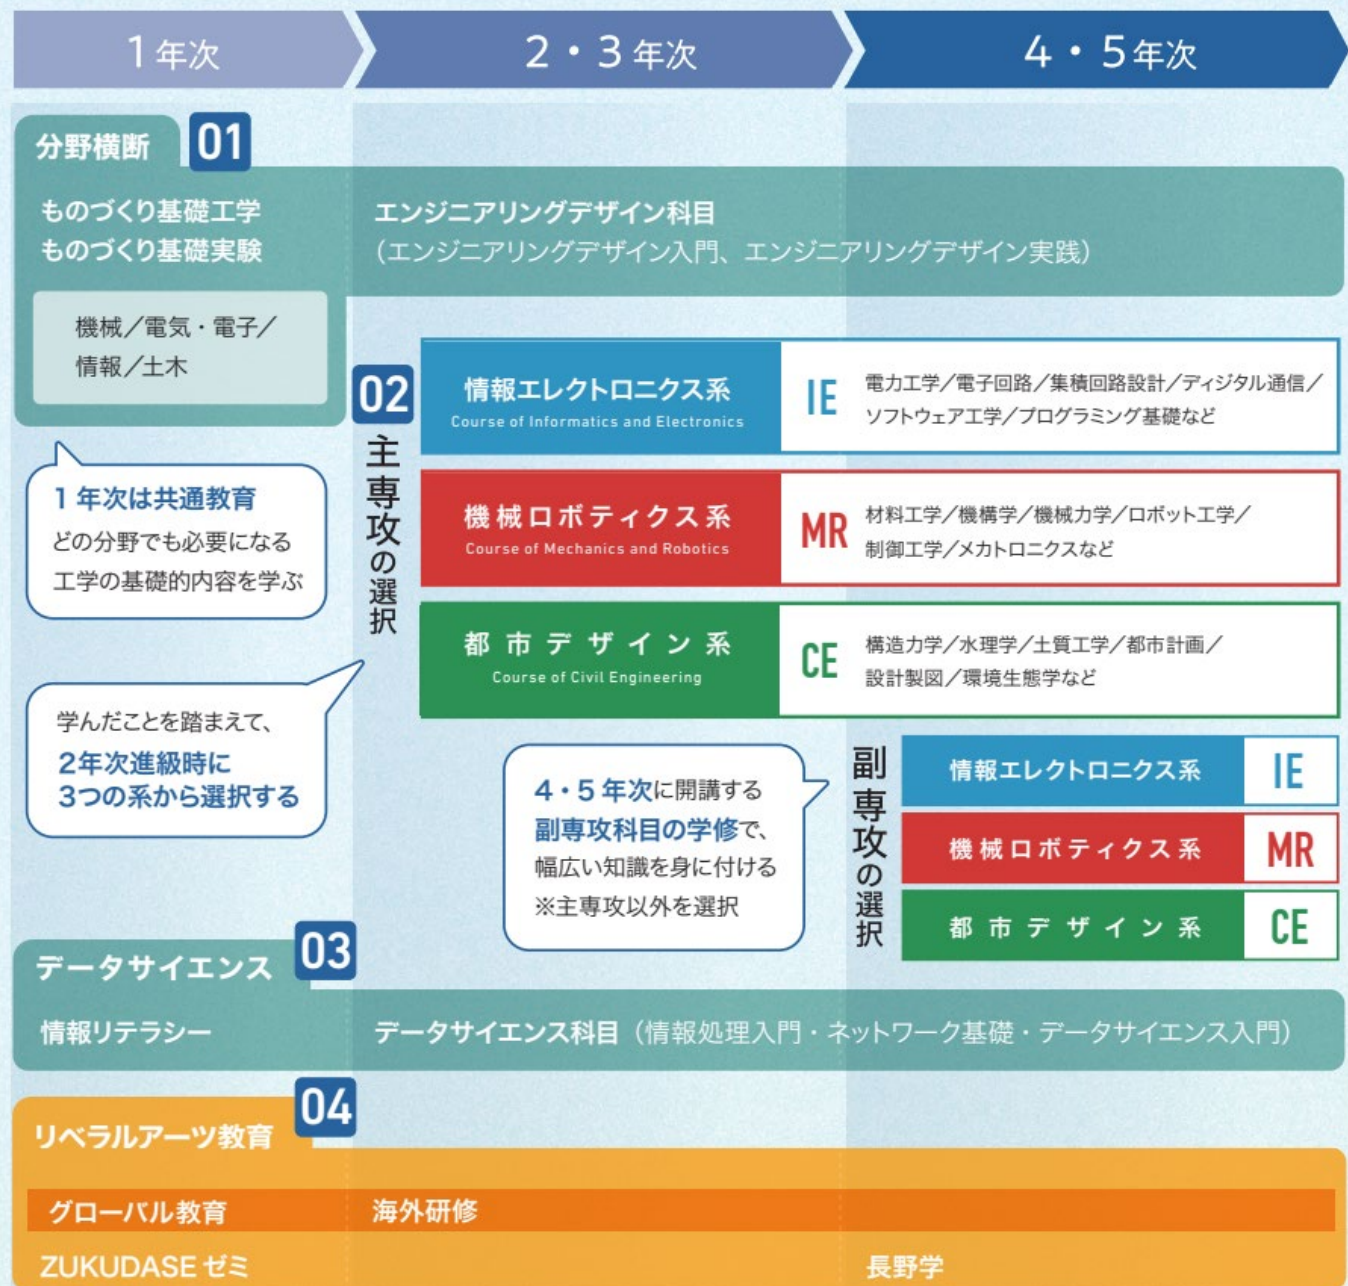 1年次
2・3年次
4・5年次
分野横断
01
ものづくり基礎工学
ものづくり基礎実験
機械／電気・電子／
情報／土木
エンジニアリングデザイン科目
（エンジニアリングデザイン入門、エンジニアリングデザイン実践）
1年次は共通教育
どの分野でも必要になる
工学の基礎的内容を学ぶ
学んだことを踏まえて、
2年次進級時に
3つの系から選択する
02
主専攻の選択
情報エレクトロニクス系
Course of Informatics and Electronics
IE
電力工学／電子回路／集積回路設計／ディジタル通信／
ソフトウェア工学／プログラミング基礎など
機械ロボティクス系
Course of Mechanics and Robotics
MR
材料工学／機構学／機械力学／ロボット工学／
制御工学／メカトロニクスなど
都市デザイン系
Course of Civil Engineering
CE
構造力学／水理学／土質工学／都市計画／
設計製図／環境生態学など
4・5年次に開講する
副専攻科目の学修で、
幅広い知識を身に付ける
※主専攻以外を選択
副専攻の選択
情報エレクトロニクス系
IE
機械ロボティクス系
MR
都市デザイン系
CE
データサイエンス
03
情報リテラシー
データサイエンス科目（情報処理入門・ネットワーク基礎・データサイエンス入門）
リベラルアーツ教育
04
グローバル教育
海外研修
ZUKUDASEゼミ
長野学